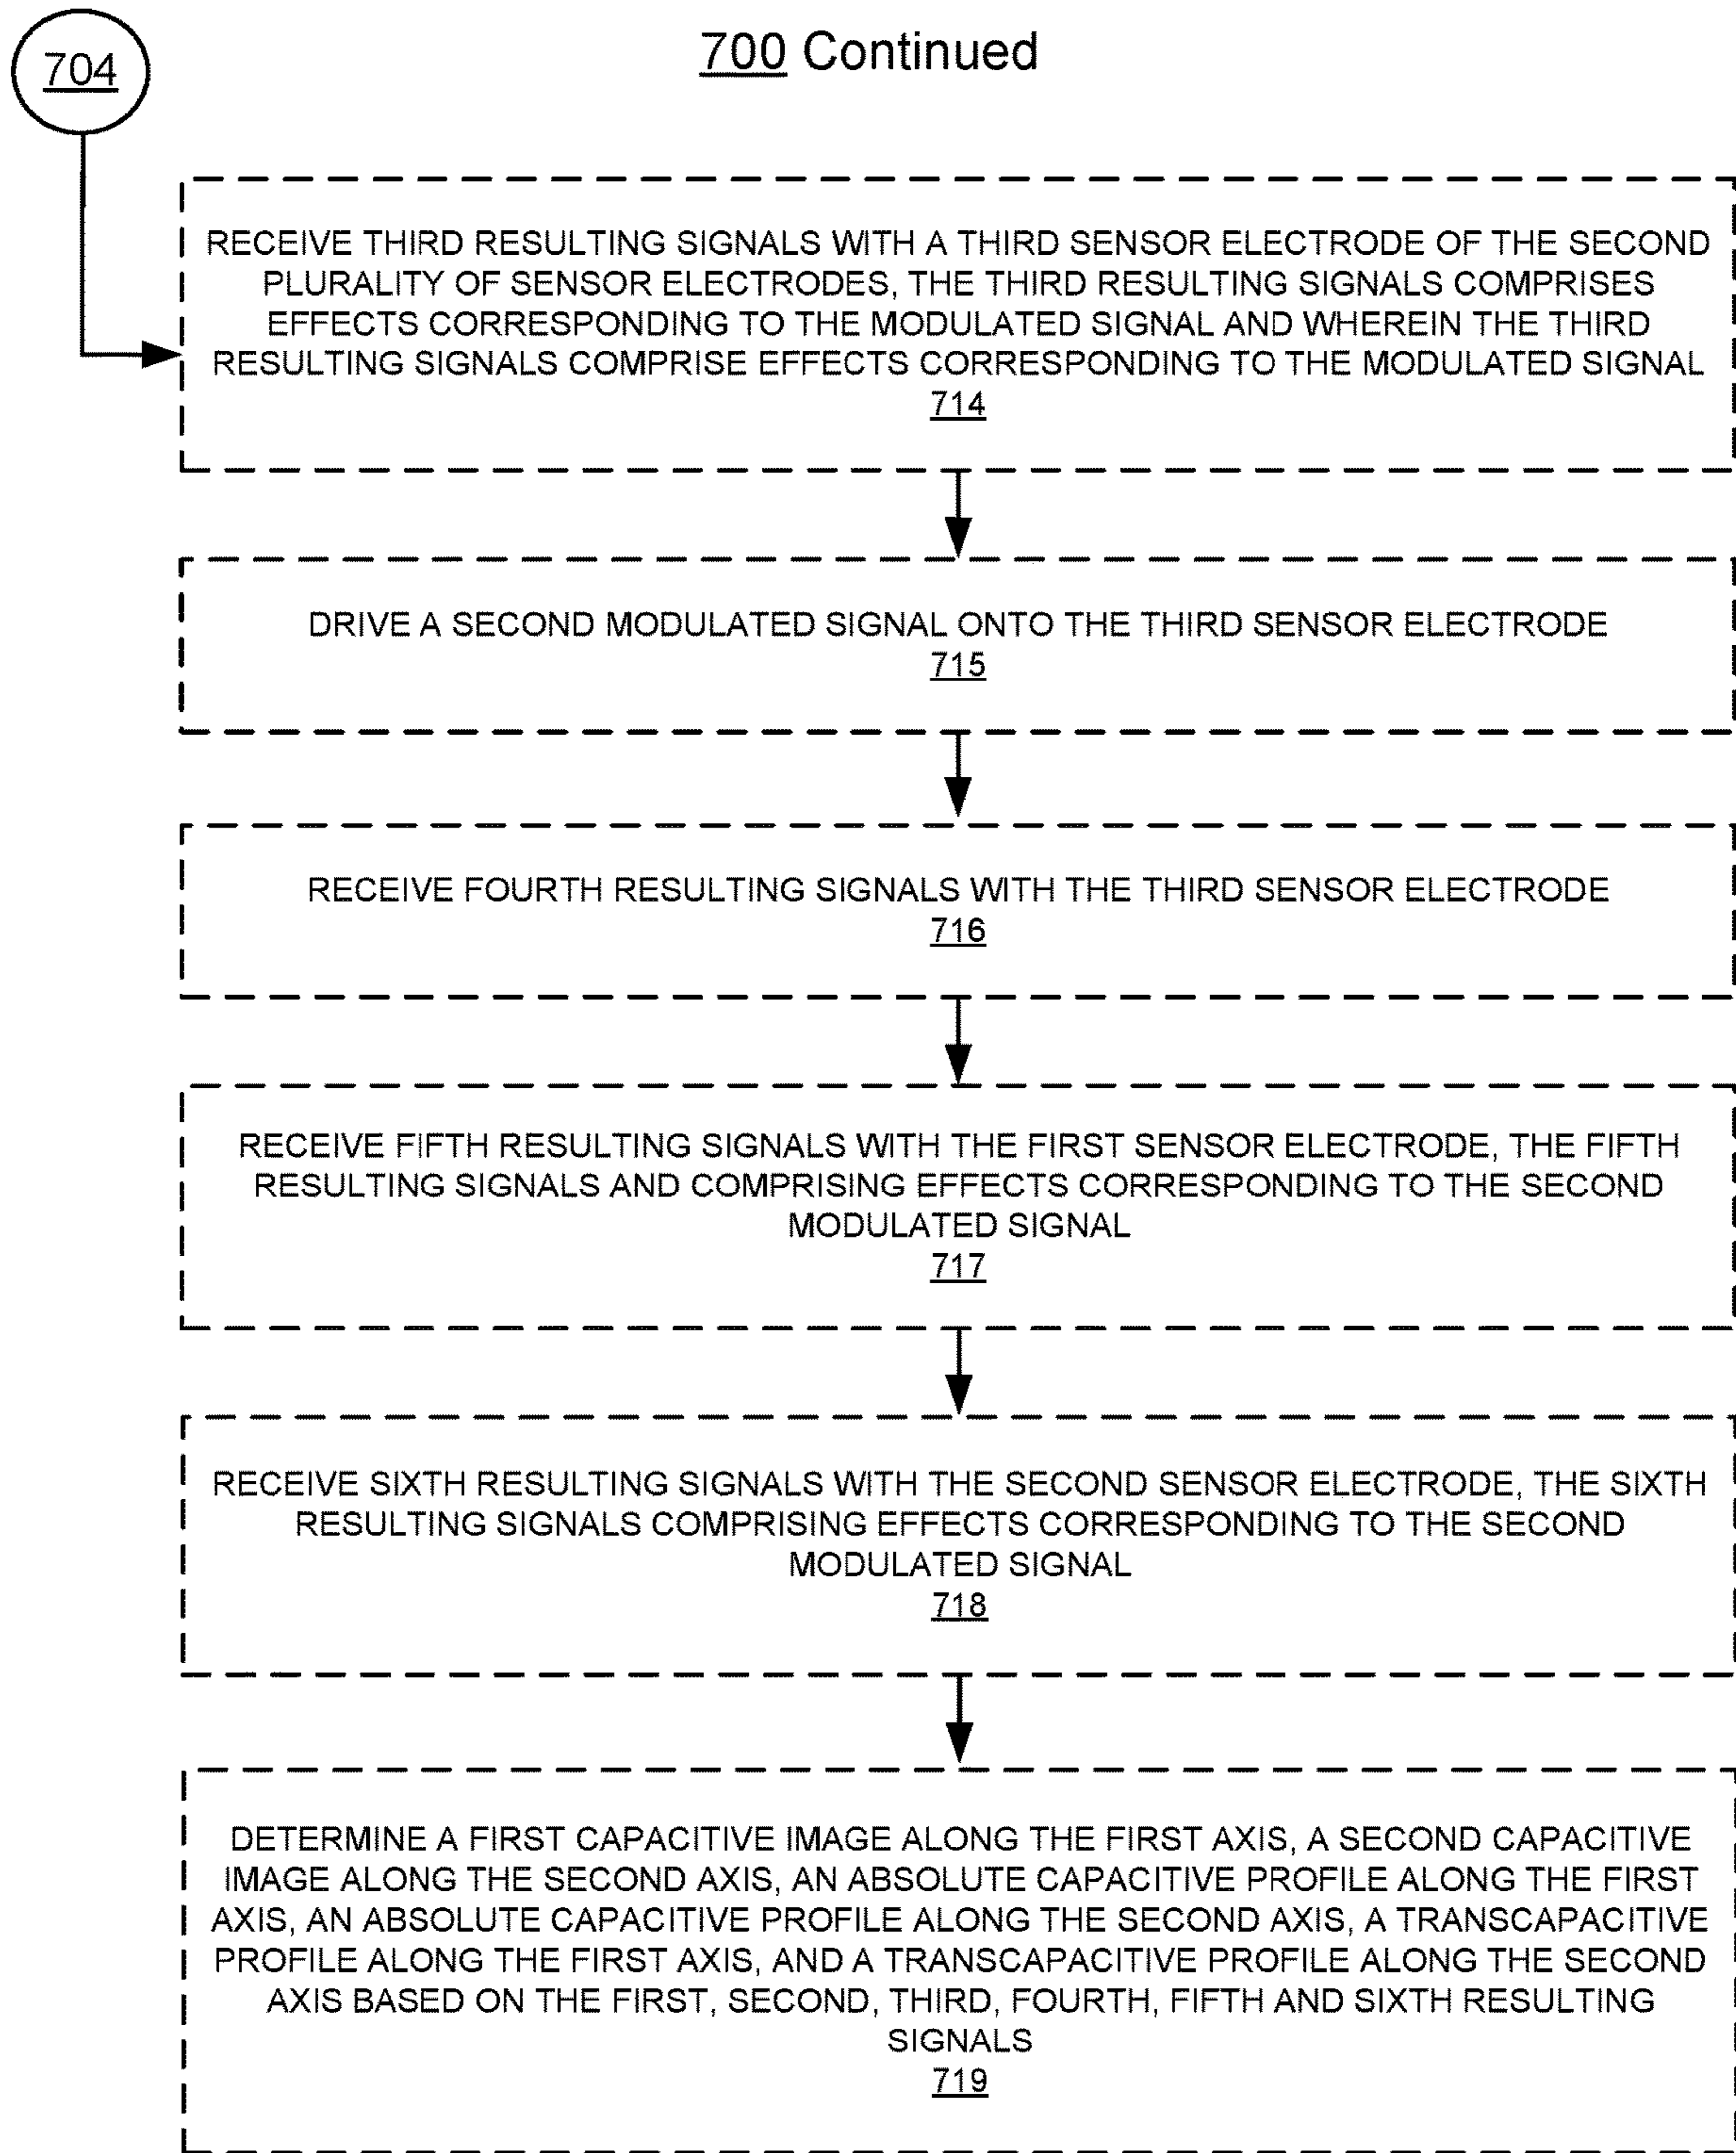 704
700 Continued
RECEIVE THIRD RESULTING SIGNALS WITH A THIRD SENSOR ELECTRODE OF THE SECOND
PLURALITY OF SENSOR ELECTRODES, THE THIRD RESULTING SIGNALS COMPRISES
EFFECTS CORRESPONDING TO THE MODULATED SIGNAL AND WHEREIN THE THIRD
RESULTING SIGNALS COMPRISE EFFECTS CORRESPONDING TO THE MODULATED SIGNAL
714
DRIVE A SECOND MODULATED SIGNAL ONTO THE THIRD SENSOR ELECTRODE
715
RECEIVE FOURTH RESULTING SIGNALS WITH THE THIRD SENSOR ELECTRODE
716
RECEIVE FIFTH RESULTING SIGNALS WITH THE FIRST SENSOR ELECTRODE, THE FIFTH
RESULTING SIGNALS AND COMPRISING EFFECTS CORRESPONDING TO THE SECOND
MODULATED SIGNAL
717
RECEIVE SIXTH RESULTING SIGNALS WITH THE SECOND SENSOR ELECTRODE, THE SIXTH
RESULTING SIGNALS COMPRISING EFFECTS CORRESPONDING TO THE SECOND
MODULATED SIGNAL
718
DETERMINE A FIRST CAPACITIVE IMAGE ALONG THE FIRST AXIS, A SECOND CAPACITIVE
IMAGE ALONG THE SECOND AXIS, AN ABSOLUTE CAPACITIVE PROFILE ALONG THE FIRST
AXIS, AN ABSOLUTE CAPACITIVE PROFILE ALONG THE SECOND AXIS, A TRANSCAPACITIVE
PROFILE ALONG THE FIRST AXIS, AND A TRANSCAPACITIVE PROFILE ALONG THE SECOND
AXIS BASED ON THE FIRST, SECOND, THIRD, FOURTH, FIFTH AND SIXTH RESULTING
SIGNALS
719